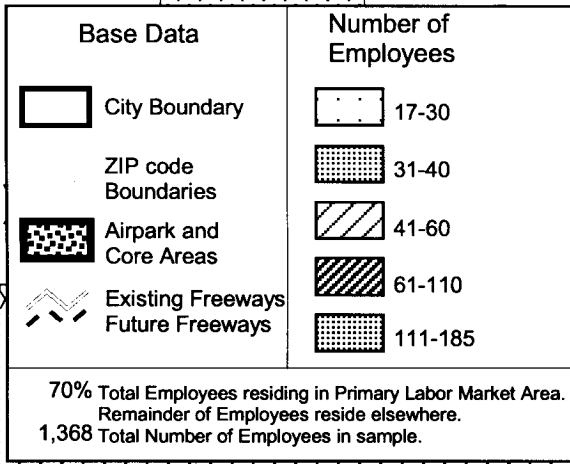 Base Data
City Boundary
ZIP code
Boundaries
Airpark and
Core Areas
Existing Freeways
Future Freeways
Number of
Employees
17-30
31-40
41-60
61-110
111-185
70% Total Employees residing in Primary Labor Market Area.
Remainder of Employees reside elsewhere.
1,368 Total Number of Employees in sample.